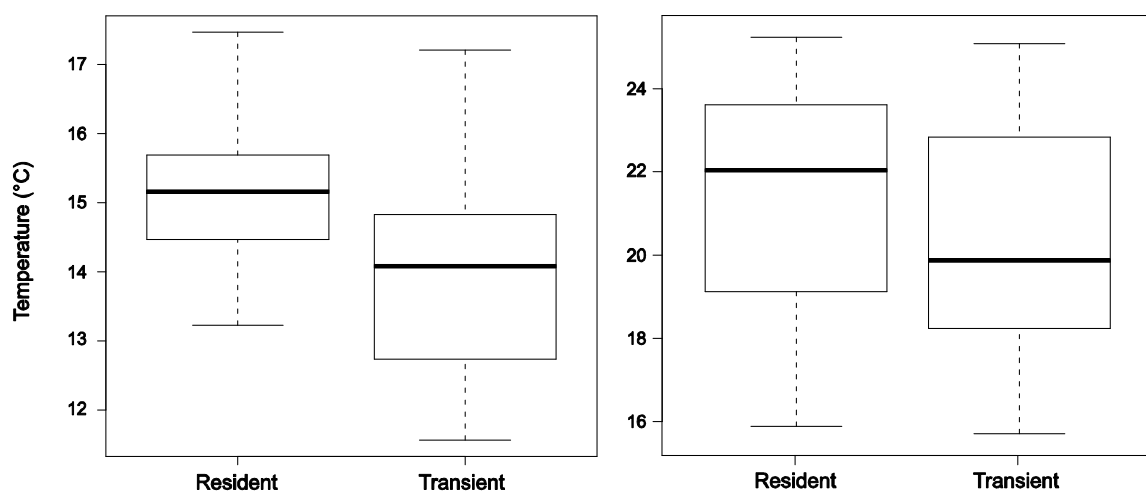 Temperature (°C)
17
16
15
14
13
12
Resident
Transient
24
22
20
18
16
Resident
Transient